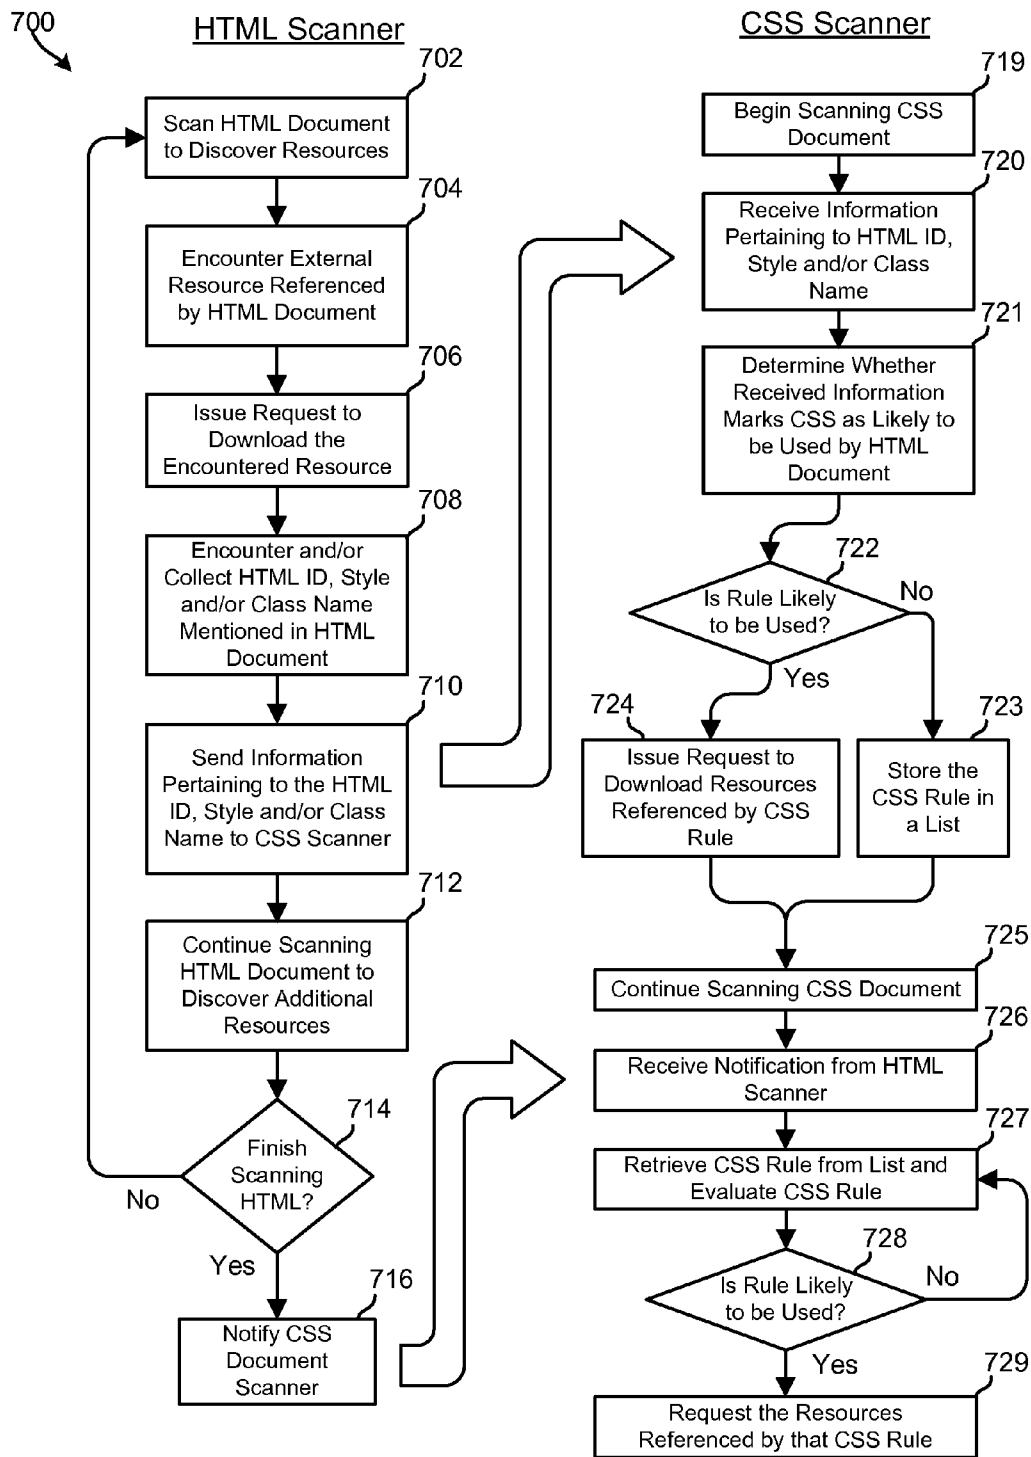 700
HTML Scanner
702
Scan HTML Document
to Discover Resources
704
Encounter External
Resource Referenced
by HTML Document
706
Issue Request to
Download the
Encountered Resource
708
Encounter and/or
Collect HTML ID, Style
and/or Class Name
Mentioned in HTML
Document
710
Send Information
Pertaining to the HTML
ID, Style and/or Class
Name to CSS Scanner
712
Continue Scanning
HTML Document to
Discover Additional
Resources
714
Finish
Scanning
HTML?
No
Yes
716
Notify CSS
Document
Scanner
CSS Scanner
719
Begin Scanning CSS
Document
720
Receive Information
Pertaining to HTML ID,
Style and/or Class
Name
721
Determine Whether
Received Information
Marks CSS as Likely to
be Used by HTML
Document
722
Is Rule Likely
to be Used?
No
Yes
724
Issue Request to
Download Resources
Referenced by CSS
Rule
723
Store the
CSS Rule in
a List
725
Continue Scanning CSS Document
726
Receive Notification from HTML
Scanner
727
Retrieve CSS Rule from List and
Evaluate CSS Rule
728
Is Rule Likely
to be Used?
No
Yes
729
Request the Resources
Referenced by that CSS Rule